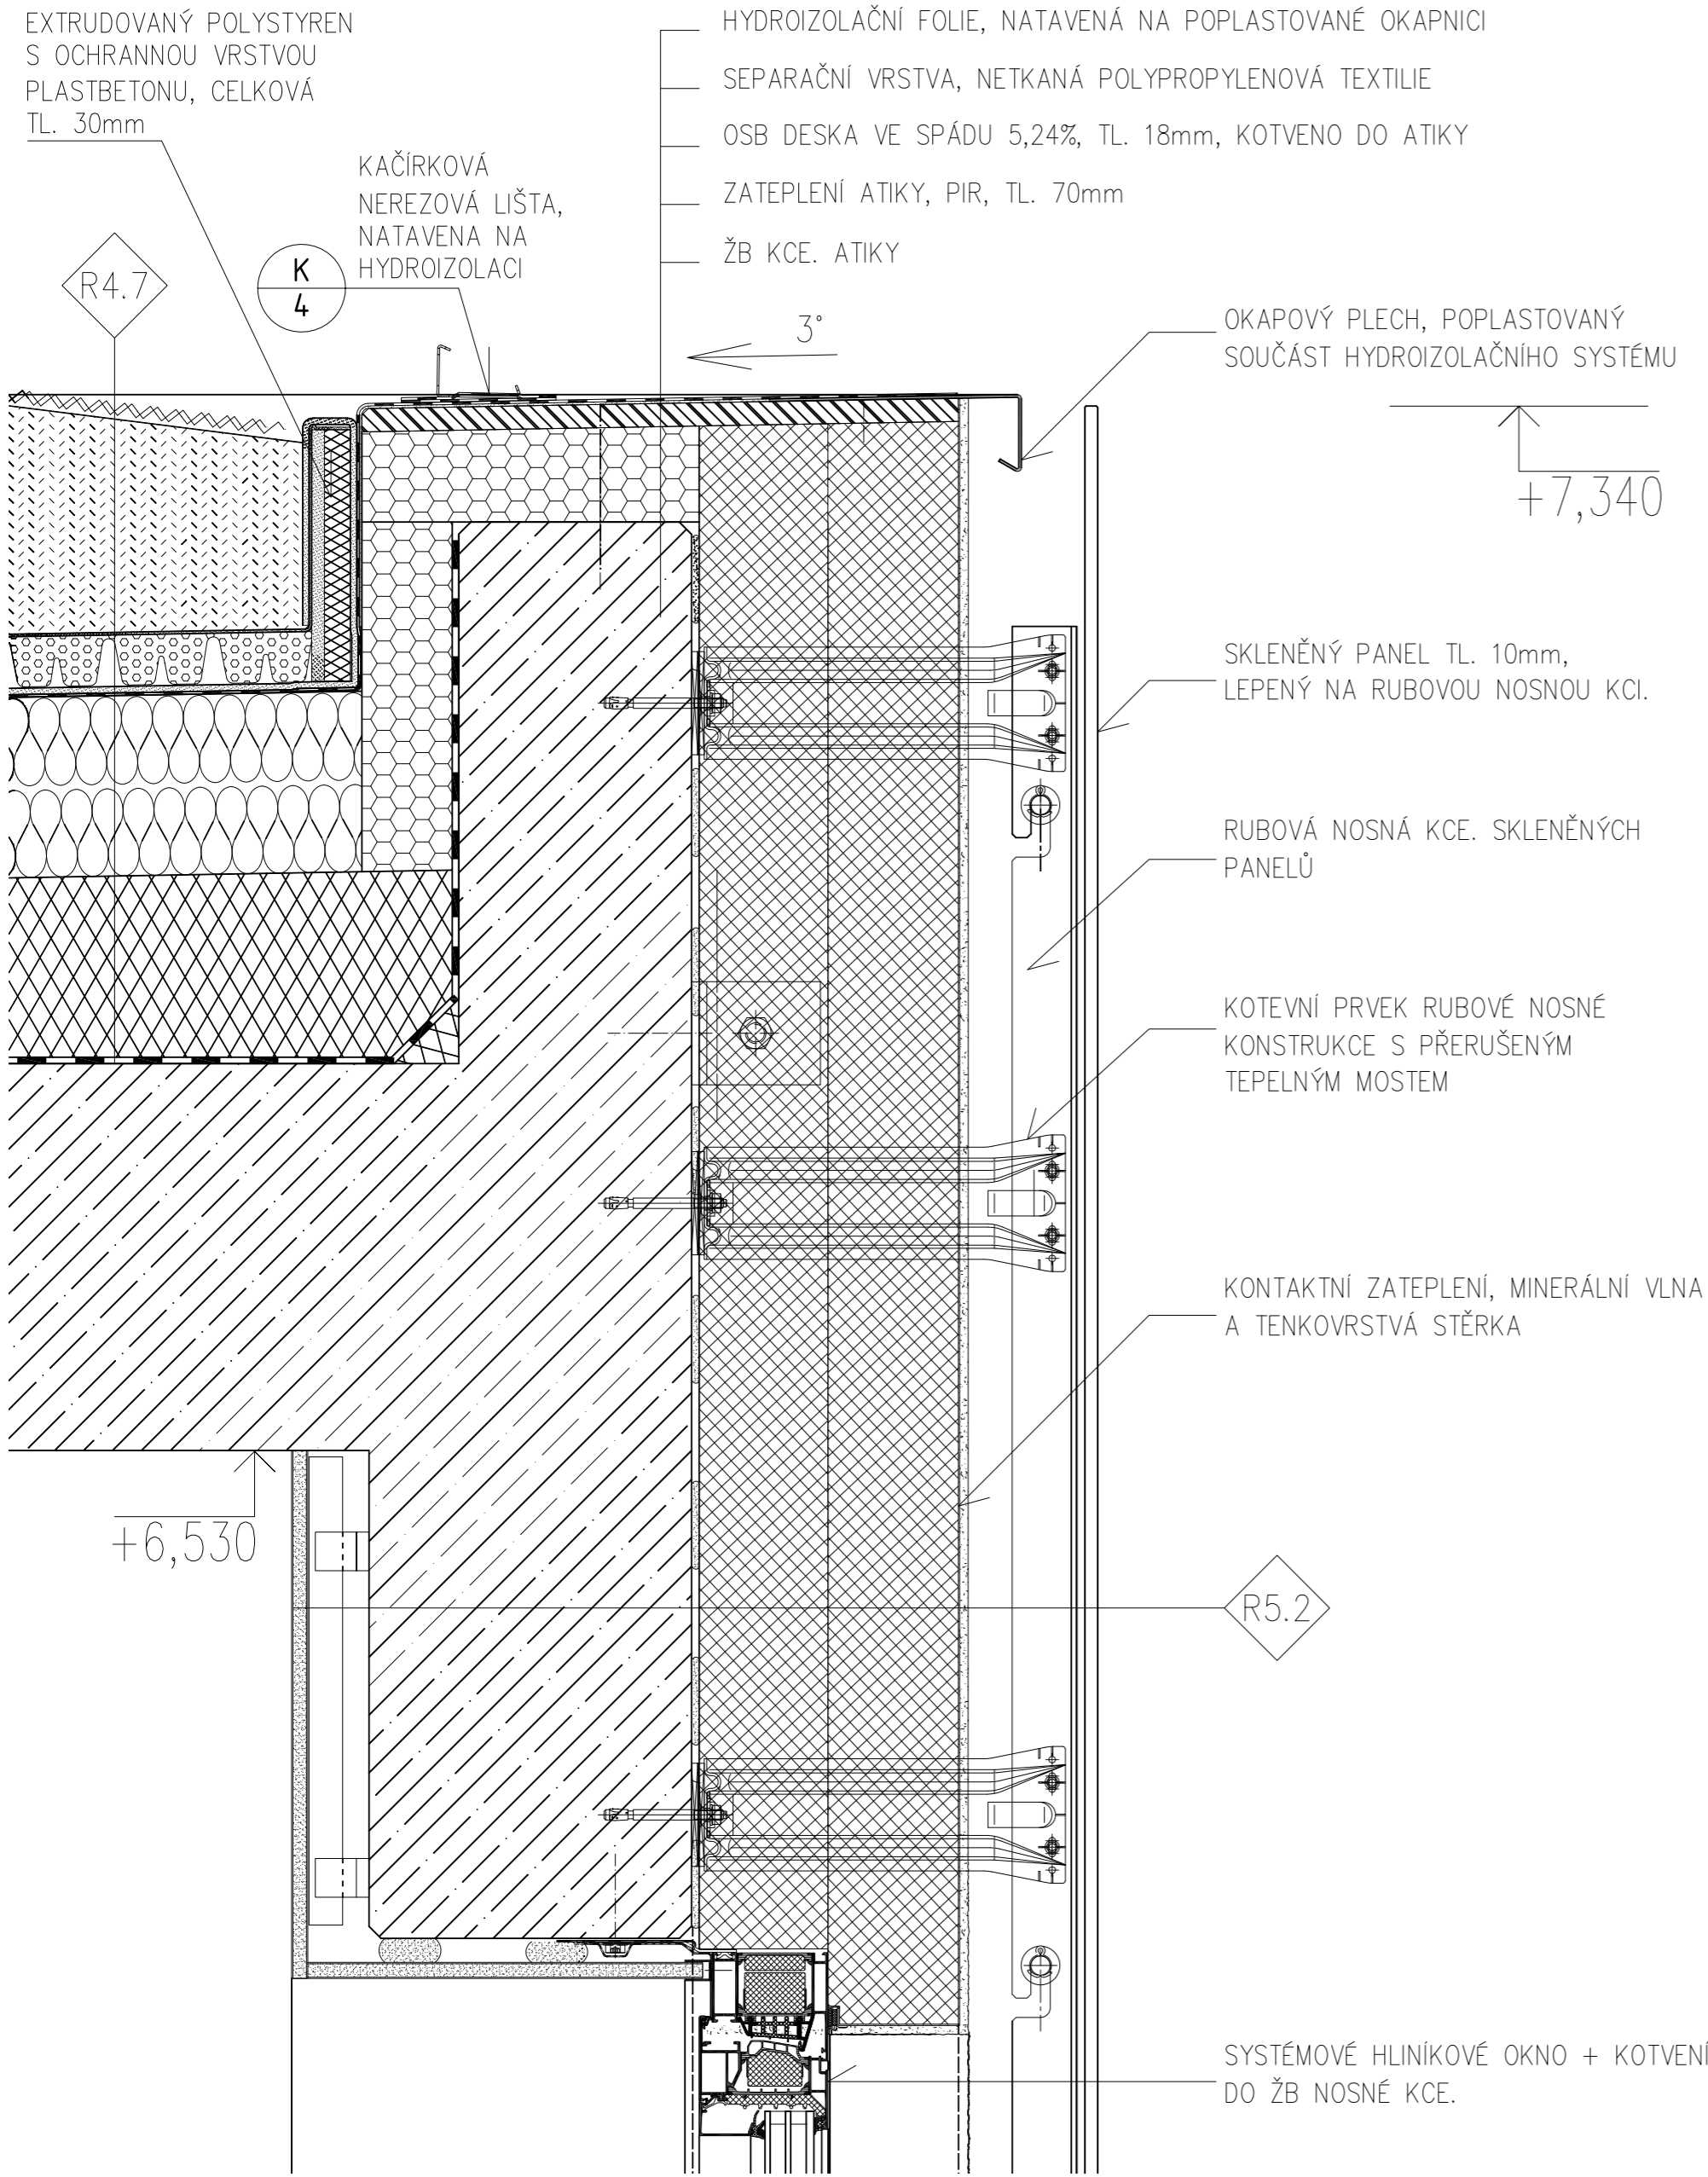 EXTRUDOVANÝ POLYSTYREN
S OCHRANNOU VRSTVOU
PLASTBETONU, CELKOVÁ
TL. 30mm
KAČÍRKOVÁ
NEREZOVÁ LIŠTA,
NATAVENA NA
HYDROIZOLACI
K
4
R4.7
HYDROIZOLAČNÍ FOLIE, NATAVENÁ NA POPLASTOVANÉ OKAPNICI
SEPARAČNÍ VRSTVA, NETKANÁ POLYPROPYLENOVÁ TEXTILIE
OSB DESKA VE SPÁDU 5,24%, TL. 18mm, KOTVENO DO ATIKY
ZATEPLENÍ ATIKY, PIR, TL. 70mm
ŽB KCE. ATIKY
3°
OKAPOVÝ PLECH, POPLASTOVANÝ
SOUČÁST HYDROIZOLAČNÍHO SYSTÉMU
+7,340
SKLENĚNÝ PANEL TL. 10mm,
LEPENÝ NA RUBOVOU NOSNOU KCI.
RUBOVÁ NOSNÁ KCE. SKLENĚNÝCH
PANELŮ
KOTEVNÍ PRVEK RUBOVÉ NOSNÉ
KONSTRUKCE S PŘERUŠENÝM
TEPELNÝM MOSTEM
KONTAKTNÍ ZATEPLENÍ, MINERÁLNÍ VLNA
A TENKOVRSTVÁ STĚRKA
+6,530
R5.2
SYSTÉMOVÉ HLINÍKOVÉ OKNO + KOTVENÍ
DO ŽB NOSNÉ KCE.